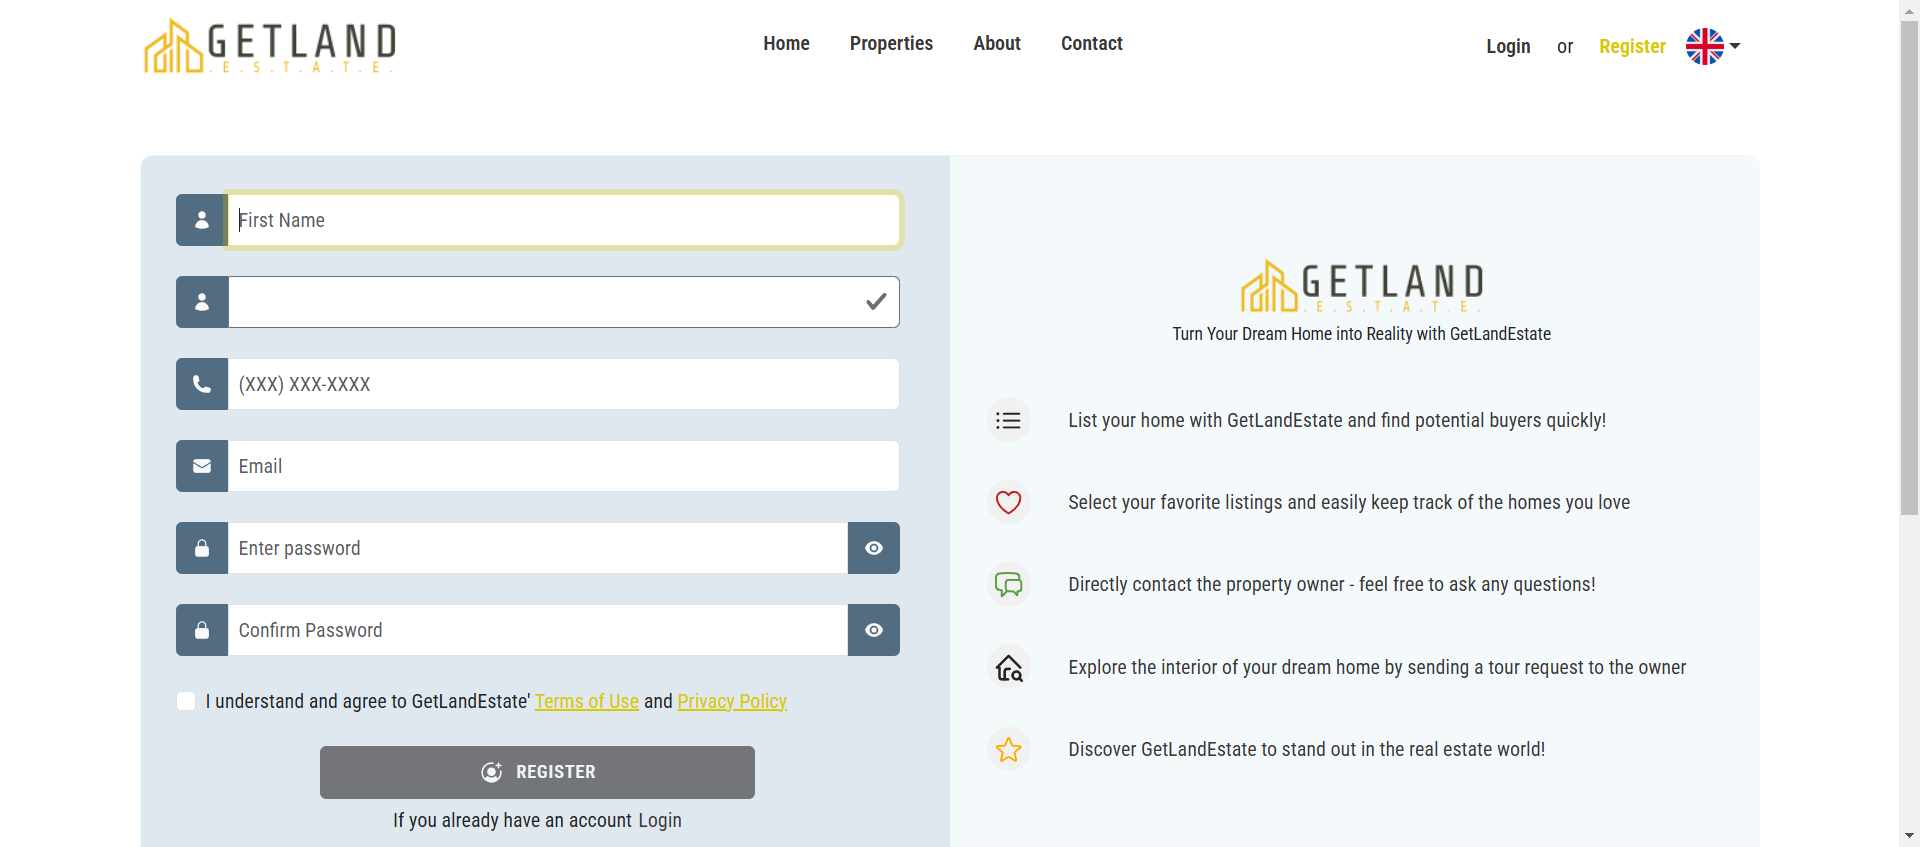 GETLAND
.E.S.T.A.T.E.
Home
Properties
About
Contact
Login or Register
First Name
(XXX) XXX-XXXX
Email
Enter password
Confirm Password
I understand and agree to GetLandEstate' Terms of Use and Privacy Policy
REGISTER
If you already have an account Login
GETLAND
.E.S.T.A.T.E.
Turn Your Dream Home into Reality with GetLandEstate
List your home with GetLandEstate and find potential buyers quickly!
Select your favorite listings and easily keep track of the homes you love
Directly contact the property owner - feel free to ask any questions!
Explore the interior of your dream home by sending a tour request to the owner
Discover GetLandEstate to stand out in the real estate world!